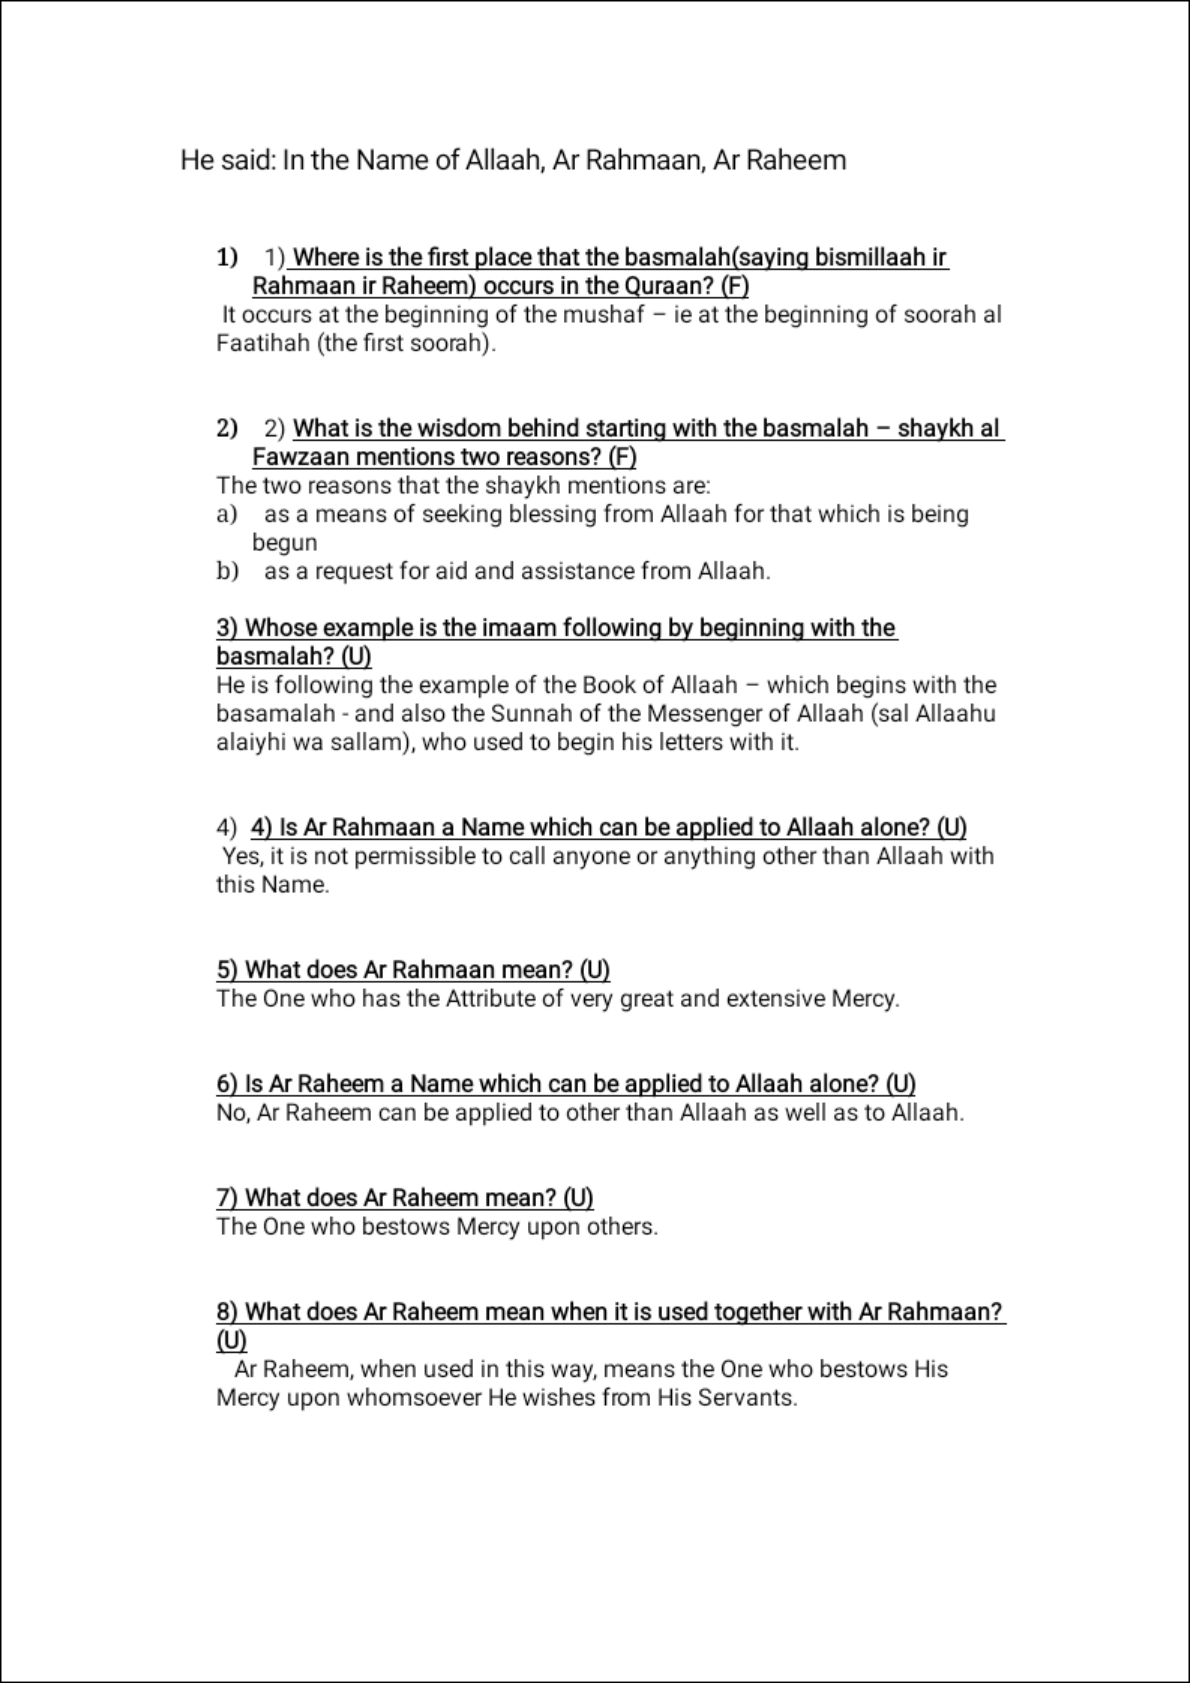 He said: In the Name of Allaah, Ar Rahmaan, Ar Raheem
1) 1) Where is the first place that the basmalah(saying bismillaah ir
Rahmaan ir Raheem) occurs in the Quraan? (F)
It occurs at the beginning of the mushaf – ie at the beginning of soorah al
Faatihah (the first soorah).
2) 2) What is the wisdom behind starting with the basmalah – shaykh al
Fawzaan mentions two reasons? (F)
The two reasons that the shaykh mentions are:
a) as a means of seeking blessing from Allaah for that which is being
begun
b) as a request for aid and assistance from Allaah.
3) Whose example is the imaam following by beginning with the
basmalah? (U)
He is following the example of the Book of Allaah – which begins with the
basamalah - and also the Sunnah of the Messenger of Allaah (sal Allaahu
alaiyhi wa sallam), who used to begin his letters with it.
4) 4) Is Ar Rahmaan a Name which can be applied to Allaah alone? (U)
Yes, it is not permissible to call anyone or anything other than Allaah with
this Name.
5) What does Ar Rahmaan mean? (U)
The One who has the Attribute of very great and extensive Mercy.
6) Is Ar Raheem a Name which can be applied to Allaah alone? (U)
No, Ar Raheem can be applied to other than Allaah as well as to Allaah.
7) What does Ar Raheem mean? (U)
The One who bestows Mercy upon others.
8) What does Ar Raheem mean when it is used together with Ar Rahmaan?
(U)
Ar Raheem, when used in this way, means the One who bestows His
Mercy upon whomsoever He wishes from His Servants.